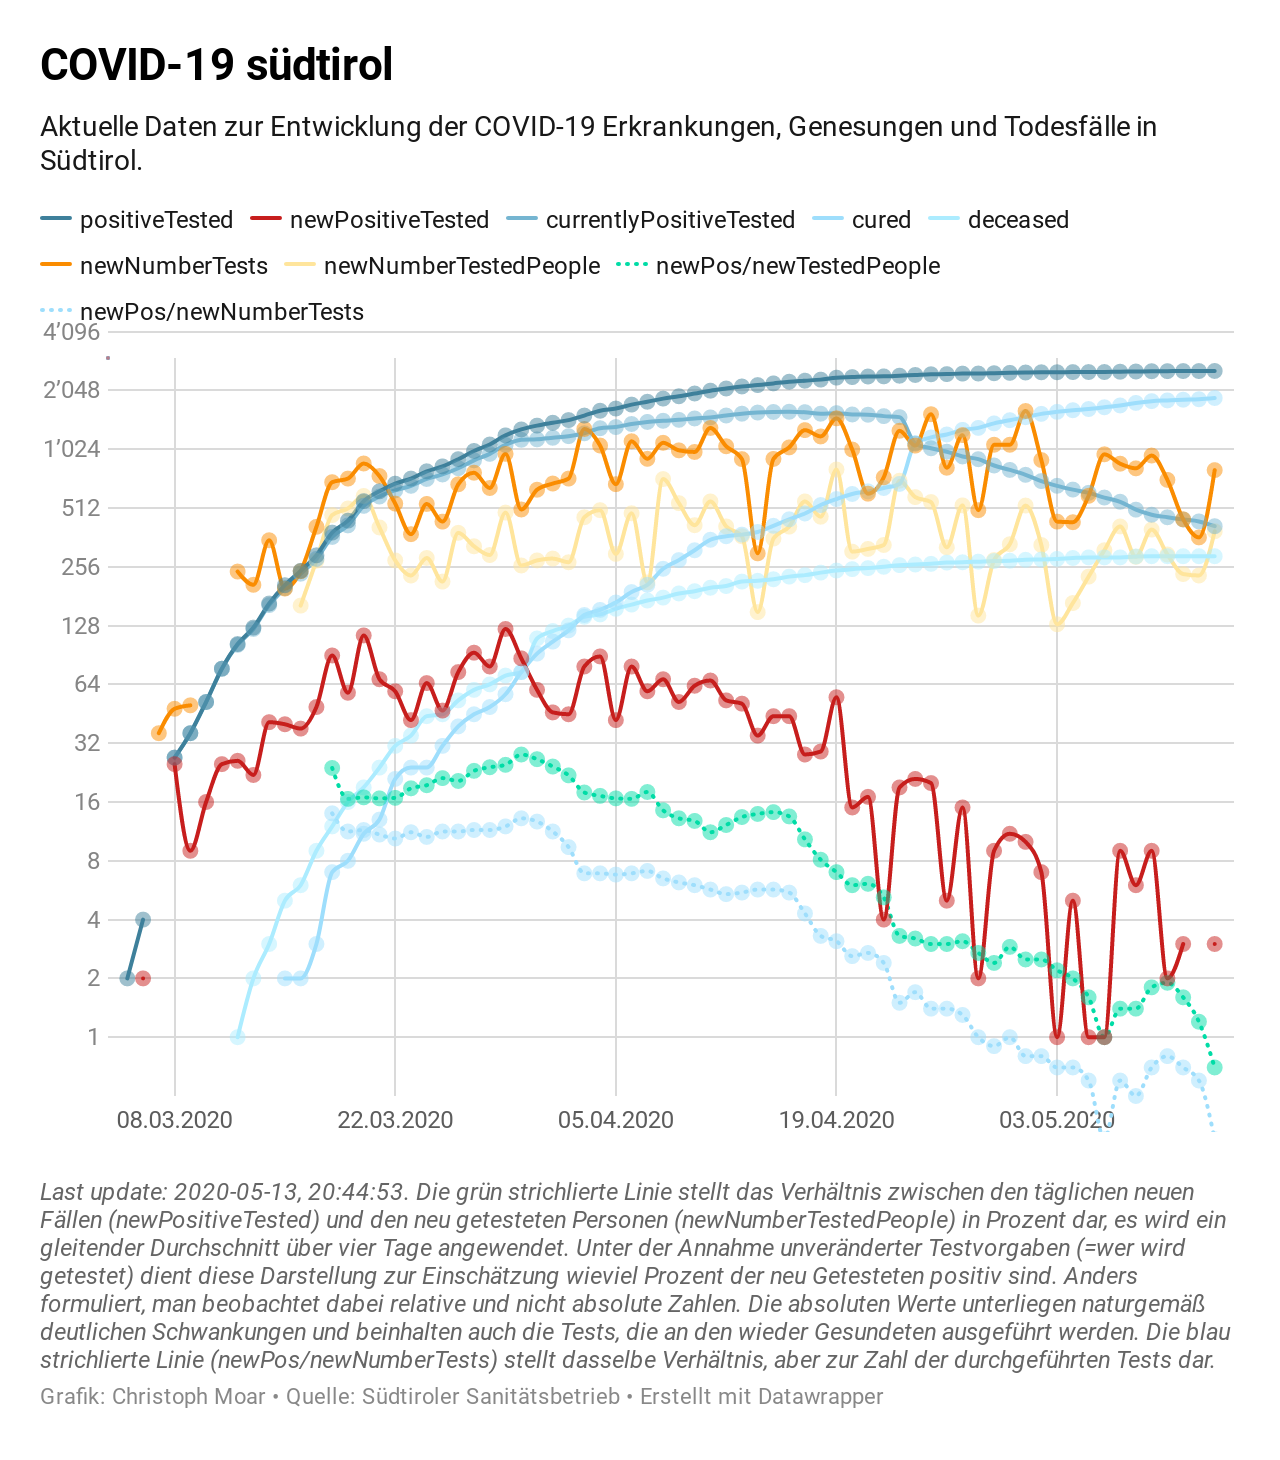 COVID-19 südtirol
Aktuelle Daten zur Entwicklung der COVID-19 Erkrankungen, Genesungen und Todesfälle in
Südtirol.
positiveTested newPositiveTested currentlyPositiveTested cured deceased
newNumberTests newNumberTestedPeople newPos/newTestedPeople
newPos/newNumberTests
4’096
2’048
1’024
512
256
128
64
32
16
8
4
2
1
08.03.2020 22.03.2020 05.04.2020 19.04.2020 03.05.2020
Last update: 2020-05-13, 20:44:53. Die grün strichlierte Linie stellt das Verhältnis zwischen den täglichen neuen
Fällen (newPositiveTested) und den neu getesteten Personen (newNumberTestedPeople) in Prozent dar, es wird ein
gleitender Durchschnitt über vier Tage angewendet. Unter der Annahme unveränderter Testvorgaben (=wer wird
getestet) dient diese Darstellung zur Einschätzung wieviel Prozent der neu Getesteten positiv sind. Anders
formuliert, man beobachtet dabei relative und nicht absolute Zahlen. Die absoluten Werte unterliegen naturgemäß
deutlichen Schwankungen und beinhalten auch die Tests, die an den wieder Gesundeten ausgeführt werden. Die blau
strichlierte Linie (newPos/newNumberTests) stellt dasselbe Verhältnis, aber zur Zahl der durchgeführten Tests dar.
Grafik: Christoph Moar • Quelle: Südtiroler Sanitätsbetrieb • Erstellt mit Datawrapper